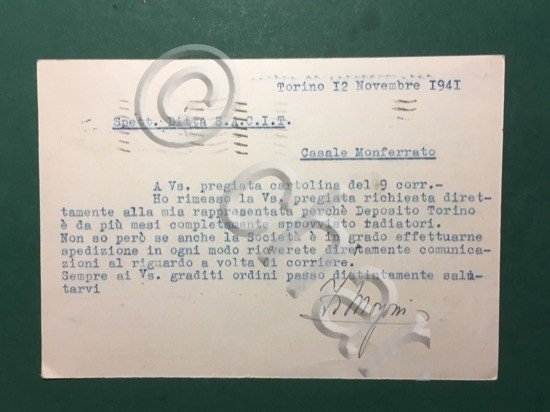 Torino 12 Novembre 1941
Spett. Ditta S.A.C.I.T.
Casale Monferrato
A Vs. pregiata cartolina del 9 corr.-
Ho rimesso la Vs. pregiata richiesta diret-
tamente alla mia rappresentata perchè Deposito Torino
è da più mesi completamente sprovvisto radiatori.
Non so però se anche la Società è in grado effettuarne
spedizione in ogni modo riceverete direttamente comunica-
zioni al riguardo a volta di corriere.
Sempre ai Vs. graditi ordini passo distintamente salu-
tarvi